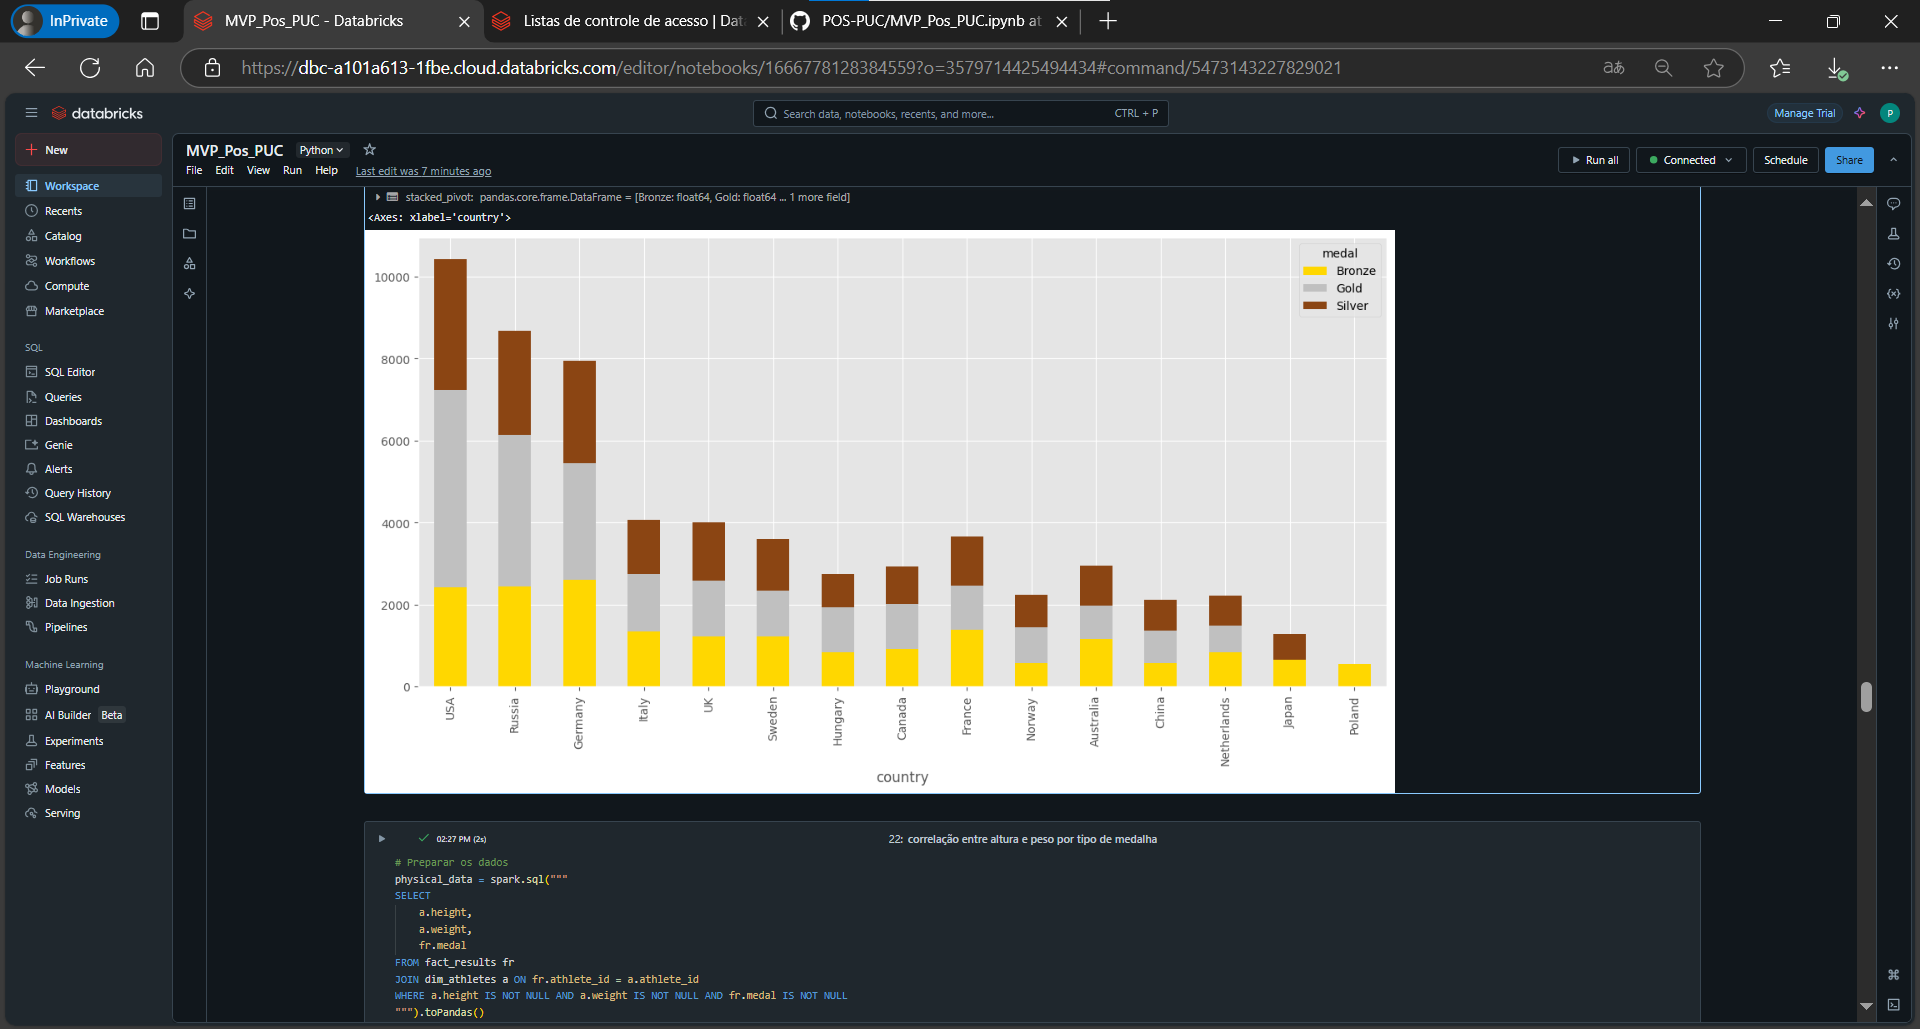 InPrivate
MVP_Pos_PUC - Databricks
Listas de controle de acesso | Dat
POS-PUC/MVP_Pos_PUC.ipynb at
https://dbc-a101a613-1fbe.cloud.databricks.com/editor/notebooks/1666778128384559?o=3579714425494434#command/5473143227829021
databricks
Search data, notebooks, recents, and more...
CTRL + P
Manage Trial
P
New
Workspace
Recents
Catalog
Workflows
Compute
Marketplace
SQL
SQL Editor
Queries
Dashboards
Genie
Alerts
Query History
SQL Warehouses
Data Engineering
Job Runs
Data Ingestion
Pipelines
Machine Learning
Playground
AI Builder Beta
Experiments
Features
Models
Serving
MVP_Pos_PUC Python
File Edit View Run Help Last edit was 7 minutes ago
Run all
Connected
Schedule
Share
stacked_pivot: pandas.core.frame.DataFrame = [Bronze: float64, Gold: float64 ... 1 more field]
<Axes: xlabel='country'>
medal
Bronze
Gold
Silver
10000
8000
6000
4000
2000
0
USA
Russia
Germany
Italy
UK
Sweden
Hungary
Canada
France
Norway
Australia
China
Netherlands
Japan
Poland
country
02:27 PM (2s)
22: correlação entre altura e peso por tipo de medalha
# Preparar os dados
physical_data = spark.sql("""
SELECT
a.height,
a.weight,
fr.medal
FROM fact_results fr
JOIN dim_athletes a ON fr.athlete_id = a.athlete_id
WHERE a.height IS NOT NULL AND a.weight IS NOT NULL AND fr.medal IS NOT NULL
""").toPandas()